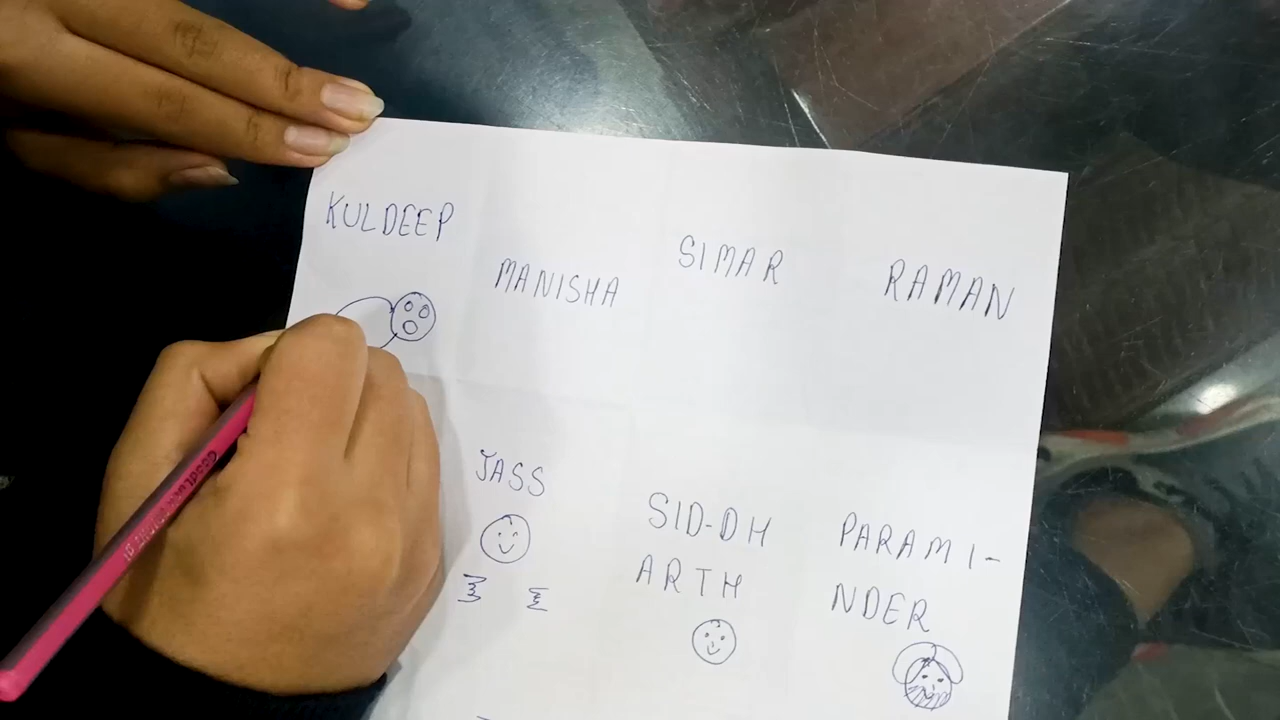 KULDEEP
MANISHA
SIMAR
RAMAN
JASS
SID-DH
ARTH
PARAMI-
NDER